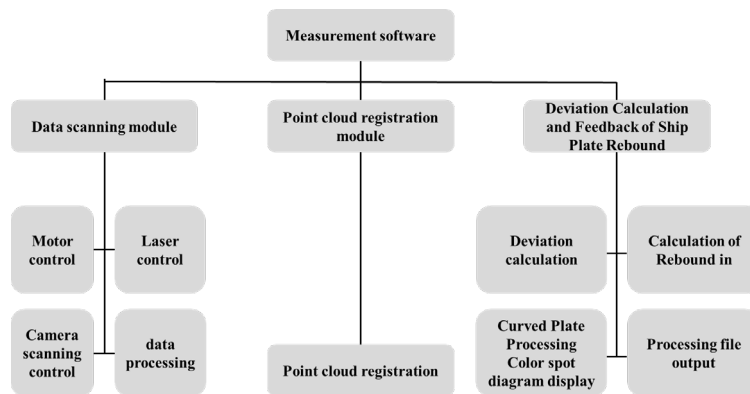 Measurement software
Data scanning module
Point cloud registration
module
Deviation Calculation
and Feedback of Ship
Plate Rebound
Motor
control
Laser
control
Camera
scanning
control
data
processing
Point cloud registration
Deviation
calculation
Calculation of
Rebound in
Curved Plate
Processing
Color spot
diagram display
Processing file
output